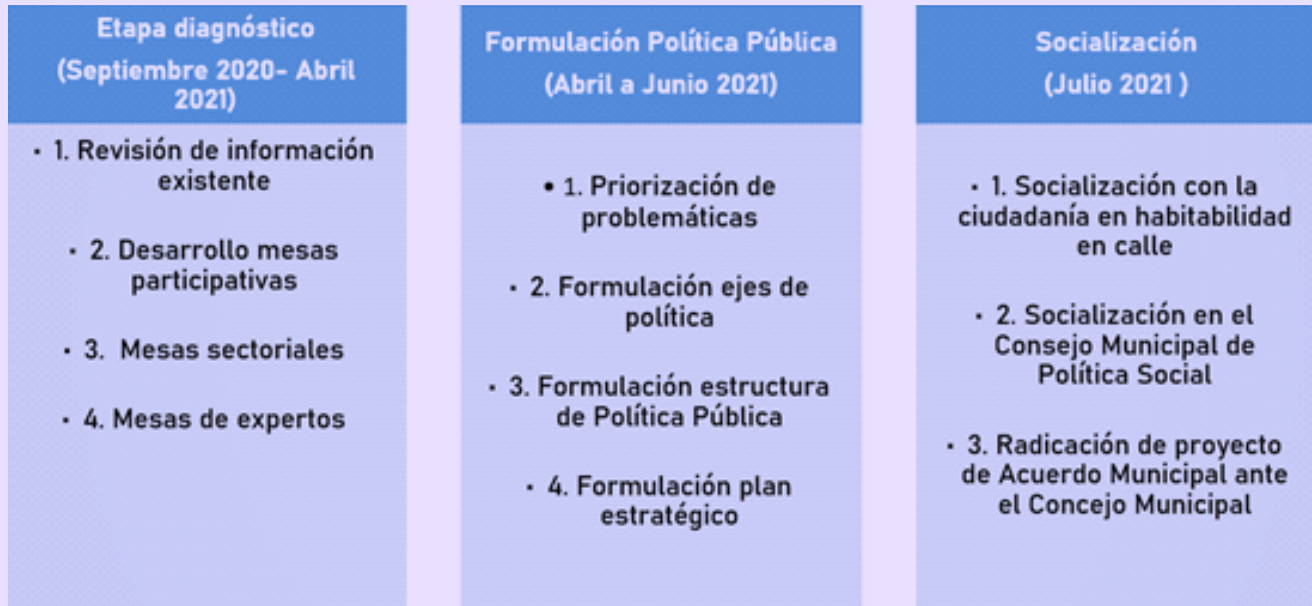 Etapa diagnóstico
(Septiembre 2020- Abril
2021)
· 1. Revisión de información
existente
· 2. Desarrollo mesas
participativas
· 3. Mesas sectoriales
· 4. Mesas de expertos
Formulación Política Pública
(Abril a Junio 2021)
• 1. Priorización de
problemáticas
· 2. Formulación ejes de
política
· 3. Formulación estructura
de Política Pública
· 4. Formulación plan
estratégico
Socialización
(Julio 2021 )
· 1. Socialización con la
ciudadanía en habitabilidad
en calle
· 2. Socialización en el
Consejo Municipal de
Política Social
· 3. Radicación de proyecto
de Acuerdo Municipal ante
el Concejo Municipal